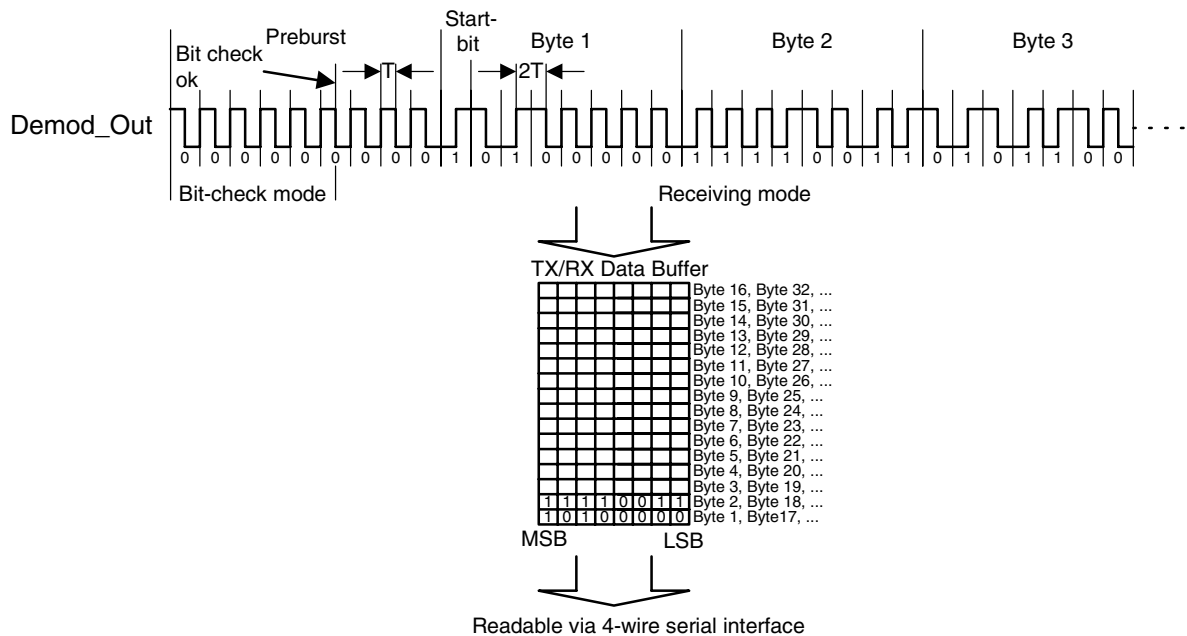 Start-
bit
Preburst
Byte 1
Byte 2
Byte 3
Bit check
ok
T
2T
Demod_Out
0 0 0 0 0 0 0 0 0 1 0 1 0 0 0 0 0 1 1 1 1 0 0 1 1 0 1 0 1 1 0 0
Bit-check mode
Receiving mode
TX/RX Data Buffer
Byte 16, Byte 32, ...
Byte 15, Byte 31, ...
Byte 14, Byte 30, ...
Byte 13, Byte 29, ...
Byte 12, Byte 28, ...
Byte 11, Byte 27, ...
Byte 10, Byte 26, ...
Byte 9, Byte 25, ...
Byte 8, Byte 24, ...
Byte 7, Byte 23, ...
Byte 6, Byte 22, ...
Byte 5, Byte 21, ...
Byte 4, Byte 20, ...
Byte 3, Byte 19, ...
1 1 1 1 0 0 1 1 Byte 2, Byte 18, ...
1 0 1 0 0 0 0 0 Byte 1, Byte17, ...
MSB LSB
Readable via 4-wire serial interface